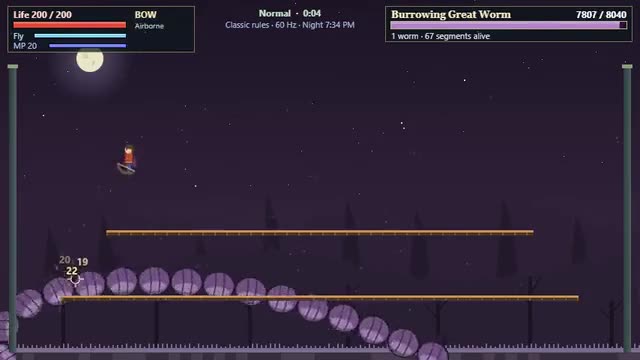 Life 200 / 200
BOW
Airborne
Fly
MP 20
Normal · 0:04
Classic rules · 60 Hz · Night 7:34 PM
Burrowing Great Worm
7807 / 8040
1 worm · 67 segments alive
20
19
22